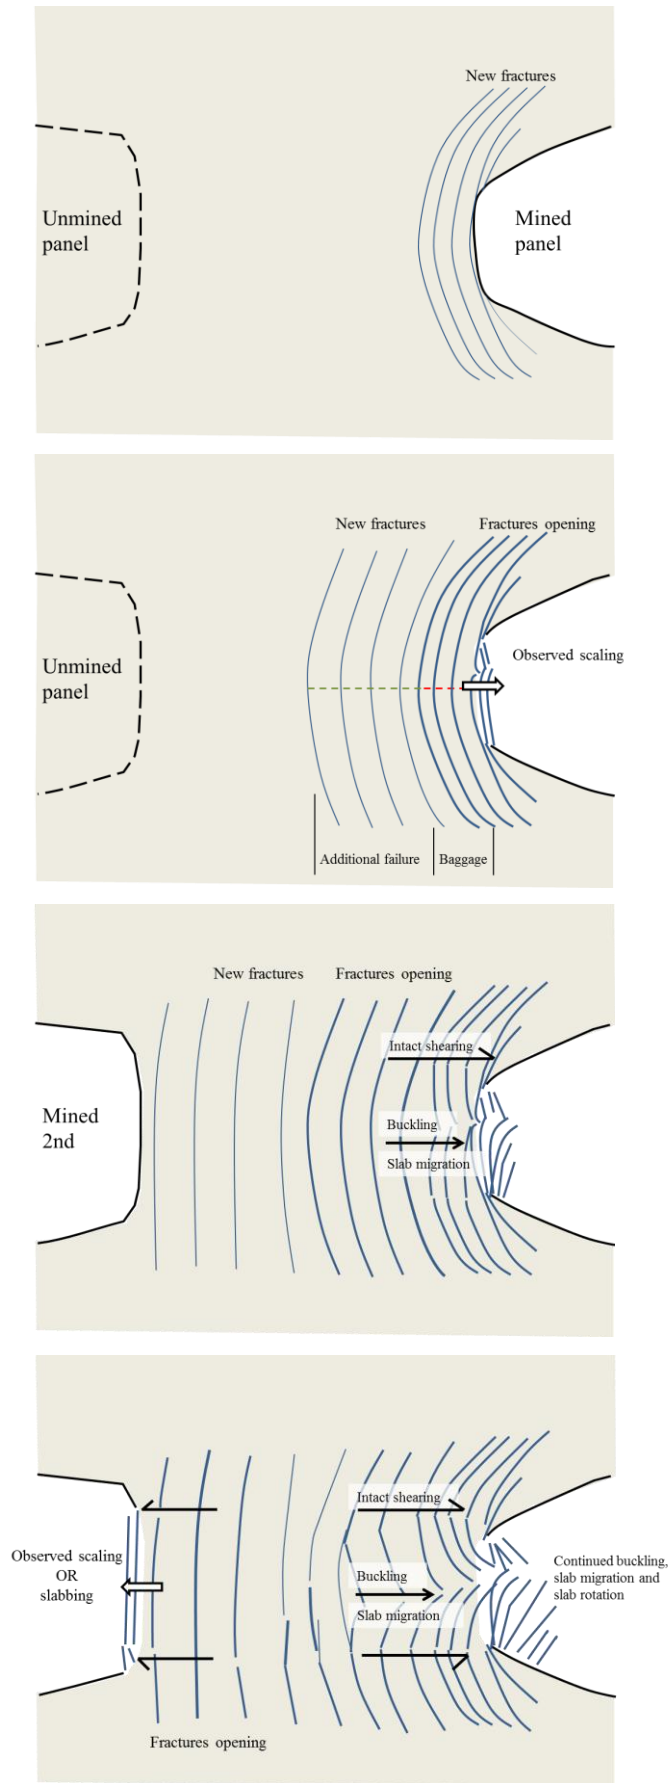 New fractures
Unmined
panel
Mined
panel
New fractures
Fractures opening
Unmined
panel
Observed scaling
Additional failure
Baggage
New fractures
Fractures opening
Intact shearing
Mined
2nd
Buckling
Slab migration
Intact shearing
Observed scaling
OR
slabbing
Buckling
Slab migration
Continued buckling,
slab migration and
slab rotation
Fractures opening